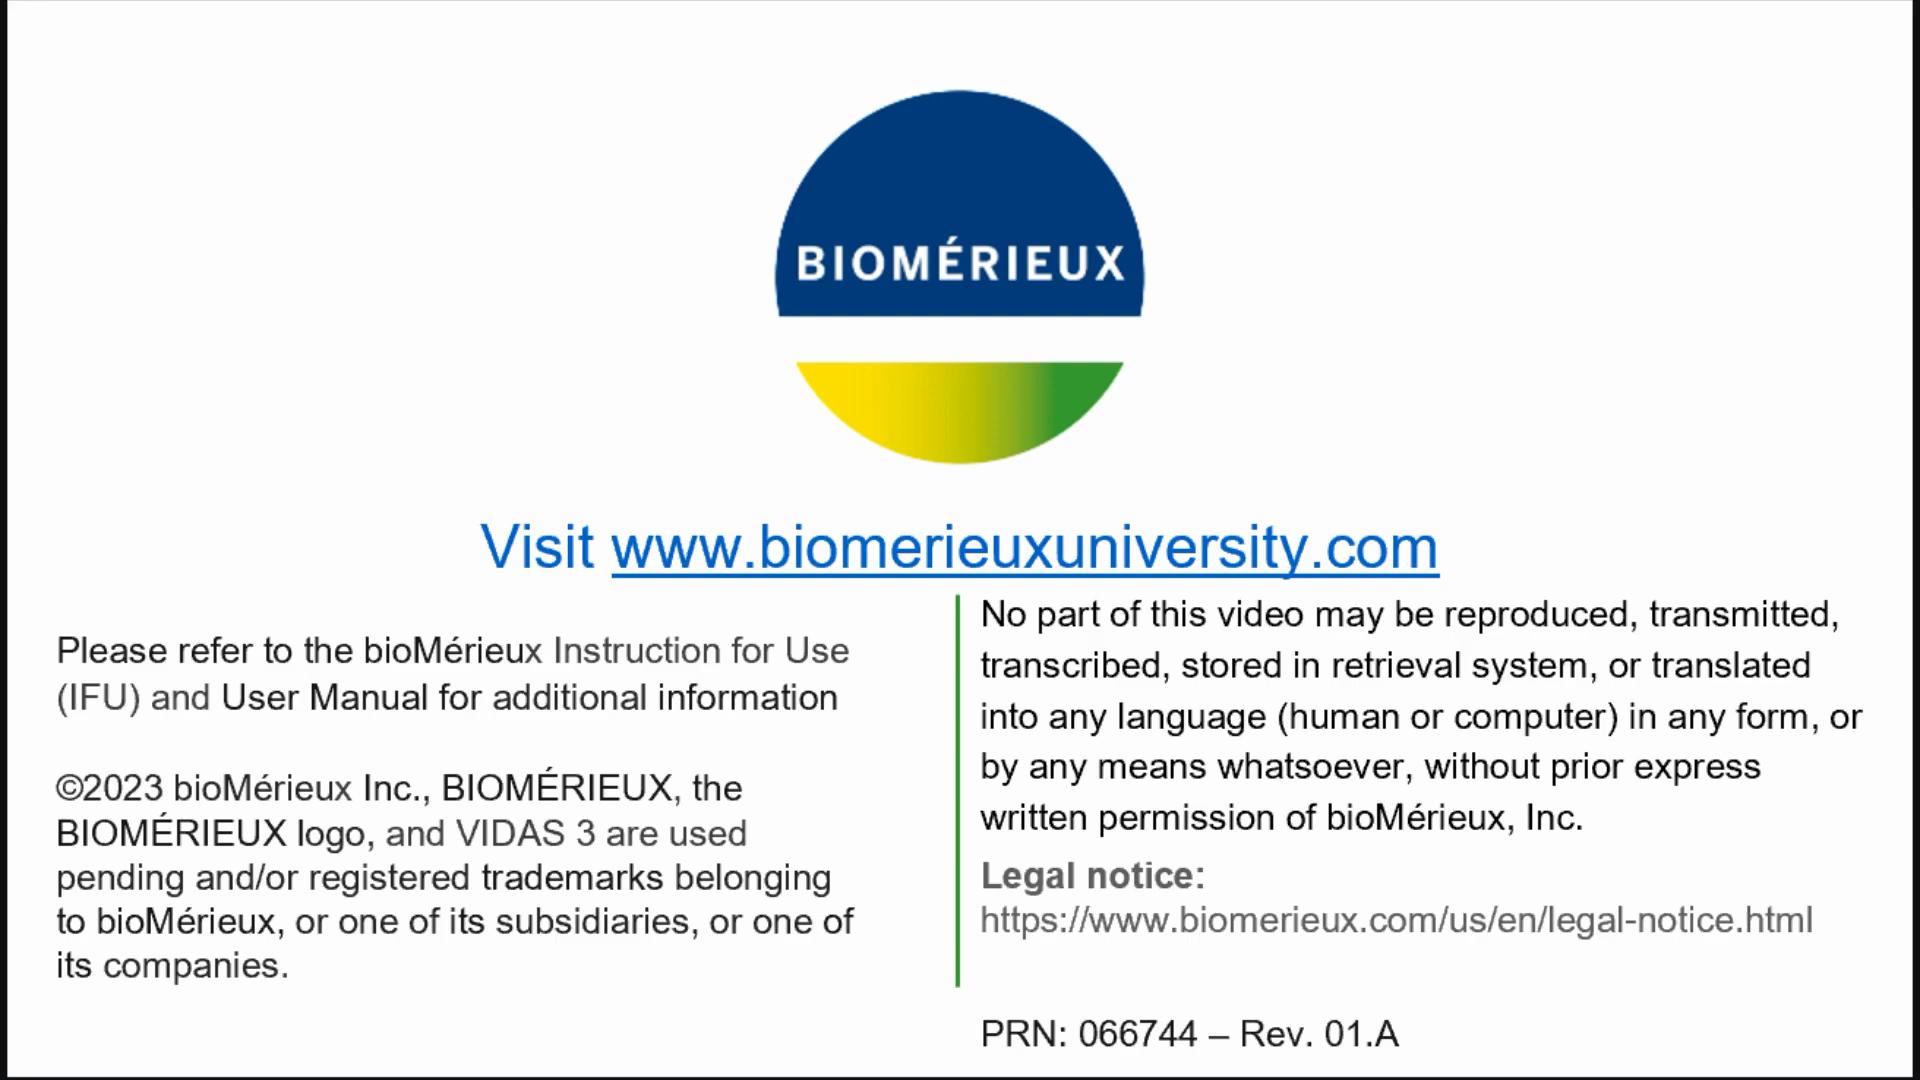 BIOMÉRIEUX
Visit www.biomerieuxuniversity.com
Please refer to the bioMérieux Instruction for Use
(IFU) and User Manual for additional information
©2023 bioMérieux Inc., BIOMÉRIEUX, the
BIOMÉRIEUX logo, and VIDAS 3 are used
pending and/or registered trademarks belonging
to bioMérieux, or one of its subsidiaries, or one of
its companies.
No part of this video may be reproduced, transmitted,
transcribed, stored in retrieval system, or translated
into any language (human or computer) in any form, or
by any means whatsoever, without prior express
written permission of bioMérieux, Inc.
Legal notice:
https://www.biomerieux.com/us/en/legal-notice.html
PRN: 066744 – Rev. 01.A